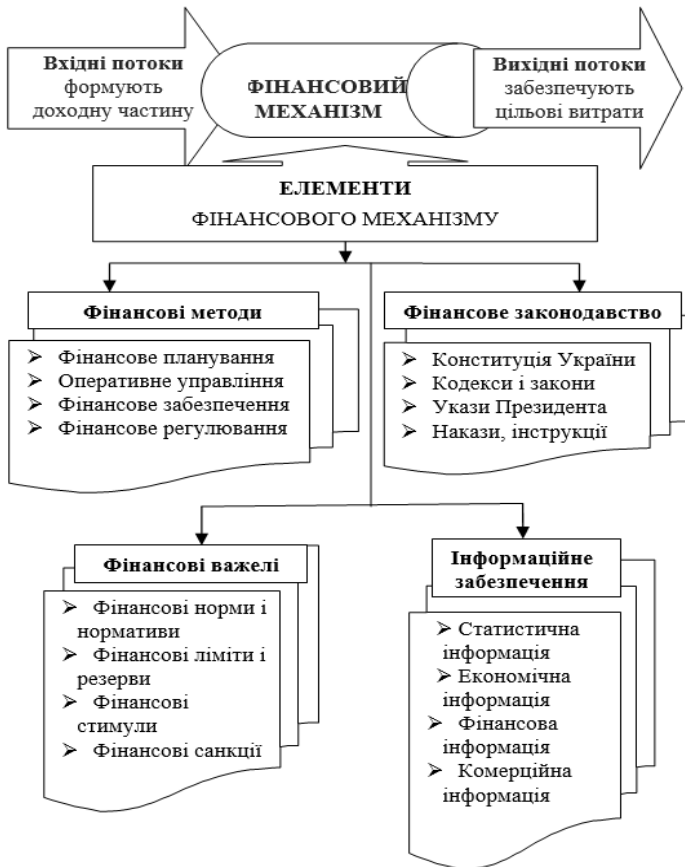 Вхідні потоки
формують
доходну частину
ФІНАНСОВИЙ
МЕХАНІЗМ
Вихідні потоки
забезпечують
цільові витрати
ЕЛЕМЕНТИ
ФІНАНСОВОГО МЕХАНІЗМУ
Фінансові методи
➢ Фінансове планування
➢ Оперативне управління
➢ Фінансове забезпечення
➢ Фінансове регулювання
Фінансове законодавство
➢ Конституція України
➢ Кодекси і закони
➢ Укази Президента
➢ Накази, інструкції
Фінансові важелі
➢ Фінансові норми і
нормативи
➢ Фінансові ліміти і
резерви
➢ Фінансові
стимули
➢ Фінансові санкції
Інформаційне
забезпечення
➢ Статистична
інформація
➢ Економічна
інформація
➢ Фінансова
інформація
➢ Комерційна
інформація